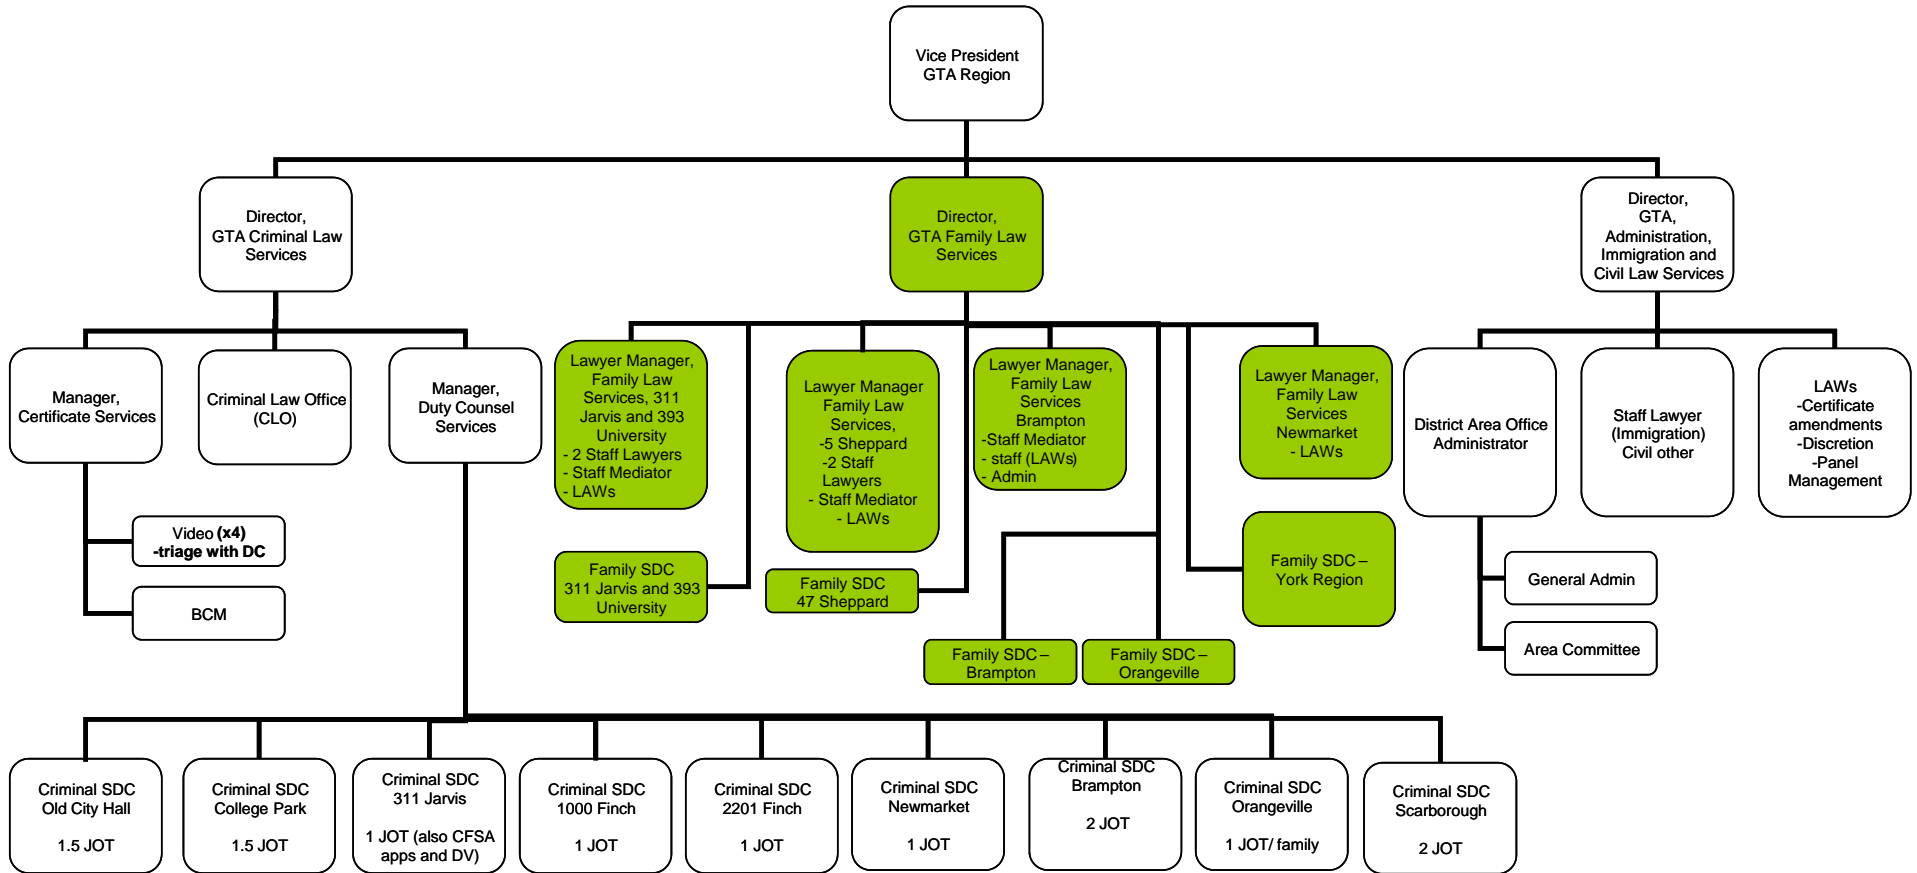 Vice President
GTA Region
Director,
GTA Criminal Law
Services
Director,
GTA Family Law
Services
Director,
GTA,
Administration,
Immigration and
Civil Law Services
Manager,
Certificate Services
Criminal Law Office
(CLO)
Manager,
Duty Counsel
Services
Lawyer Manager,
Family Law
Services, 311
Jarvis and 393
University
- 2 Staff Lawyers
- Staff Mediator
- LAWs
Lawyer Manager
Family Law
Services,
-5 Sheppard
-2 Staff
Lawyers
- Staff Mediator
- LAWs
Lawyer Manager,
Family Law
Services
Brampton
-Staff Mediator
- staff (LAWs)
- Admin
Lawyer Manager,
Family Law
Services
Newmarket
- LAWs
District Area Office
Administrator
Staff Lawyer
(Immigration)
Civil other
LAWs
-Certificate
amendments
-Discretion
-Panel
Management
Video (x4)
-triage with DC
BCM
Family SDC
311 Jarvis and 393
University
Family SDC
47 Sheppard
Family SDC –
York Region
Family SDC –
Brampton
Family SDC –
Orangeville
General Admin
Area Committee
Criminal SDC
Old City Hall
1.5 JOT
Criminal SDC
College Park
1.5 JOT
Criminal SDC
311 Jarvis
1 JOT (also CFSA
apps and DV)
Criminal SDC
1000 Finch
1 JOT
Criminal SDC
2201 Finch
1 JOT
Criminal SDC
Newmarket
1 JOT
Criminal SDC
Brampton
2 JOT
Criminal SDC
Orangeville
1 JOT/ family
Criminal SDC
Scarborough
2 JOT